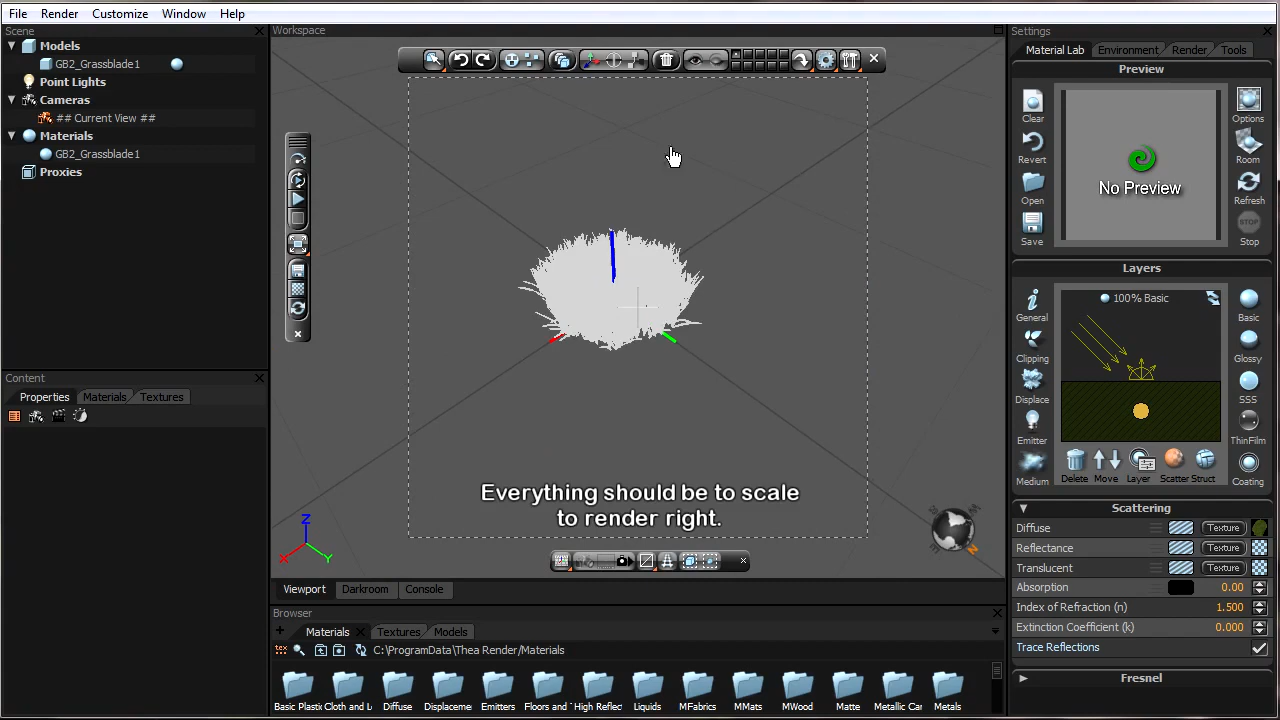 File Render Customize Window Help
Scene
Models
GB2_Grassblade1
Point Lights
Cameras
## Current View ##
Materials
GB2_Grassblade1
Proxies
Content
Properties Materials Textures
Workspace
Everything should be to scale
to render right.
Z
X
Y
Viewport Darkroom Console
Browser
Materials Textures Models
C:\ProgramData\Thea Render/Materials
Basic Plastic Cloth and L Diffuse Displaceme Emitters Floors and High Reflect Liquids MFabrics MMats MWood Matte Metallic Car Metals
Settings
Material Lab Environment Render Tools
Preview
Clear
Revert
Open
Save
No Preview
Options
Room
Refresh
STOP
Stop
Layers
General
Clipping
Displace
Emitter
Medium
100% Basic
Basic
Glossy
SSS
ThinFilm
Coating
Delete Move Layer Scatter Struct
Scattering
Diffuse Texture
Reflectance Texture
Translucent Texture
Absorption 0.00
Index of Refraction (n) 1.500
Extinction Coefficient (k) 0.000
Trace Reflections
Fresnel